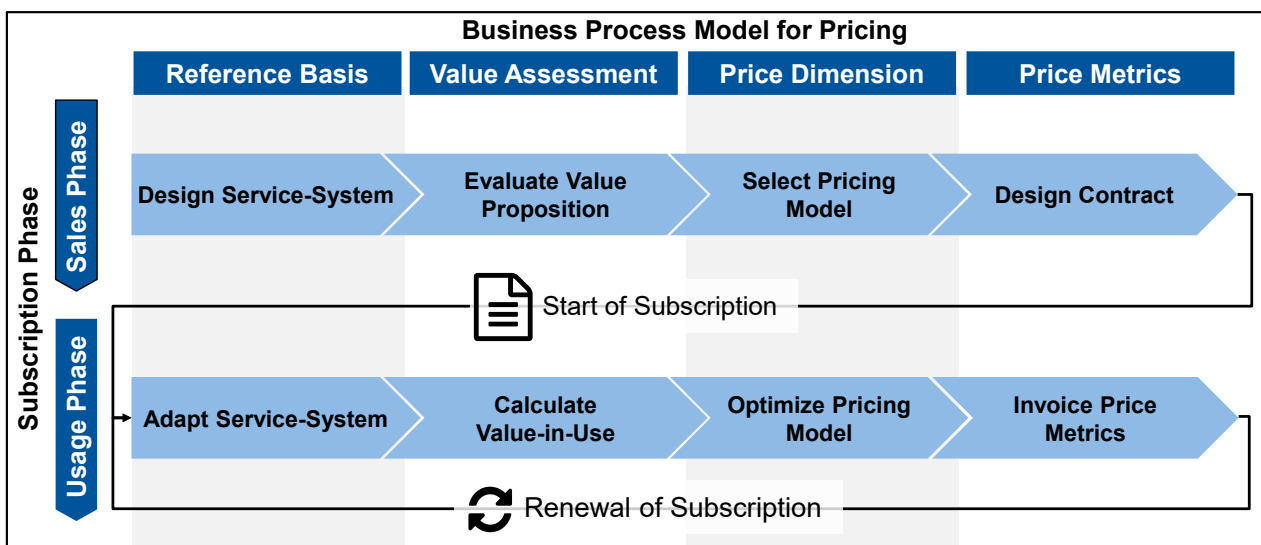 Business Process Model for Pricing
Reference Basis
Value Assessment
Price Dimension
Price Metrics
Subscription Phase
Sales Phase
Design Service-System
Evaluate Value
Proposition
Select Pricing
Model
Design Contract
Start of Subscription
Usage Phase
Adapt Service-System
Calculate
Value-in-Use
Optimize Pricing
Model
Invoice Price
Metrics
Renewal of Subscription